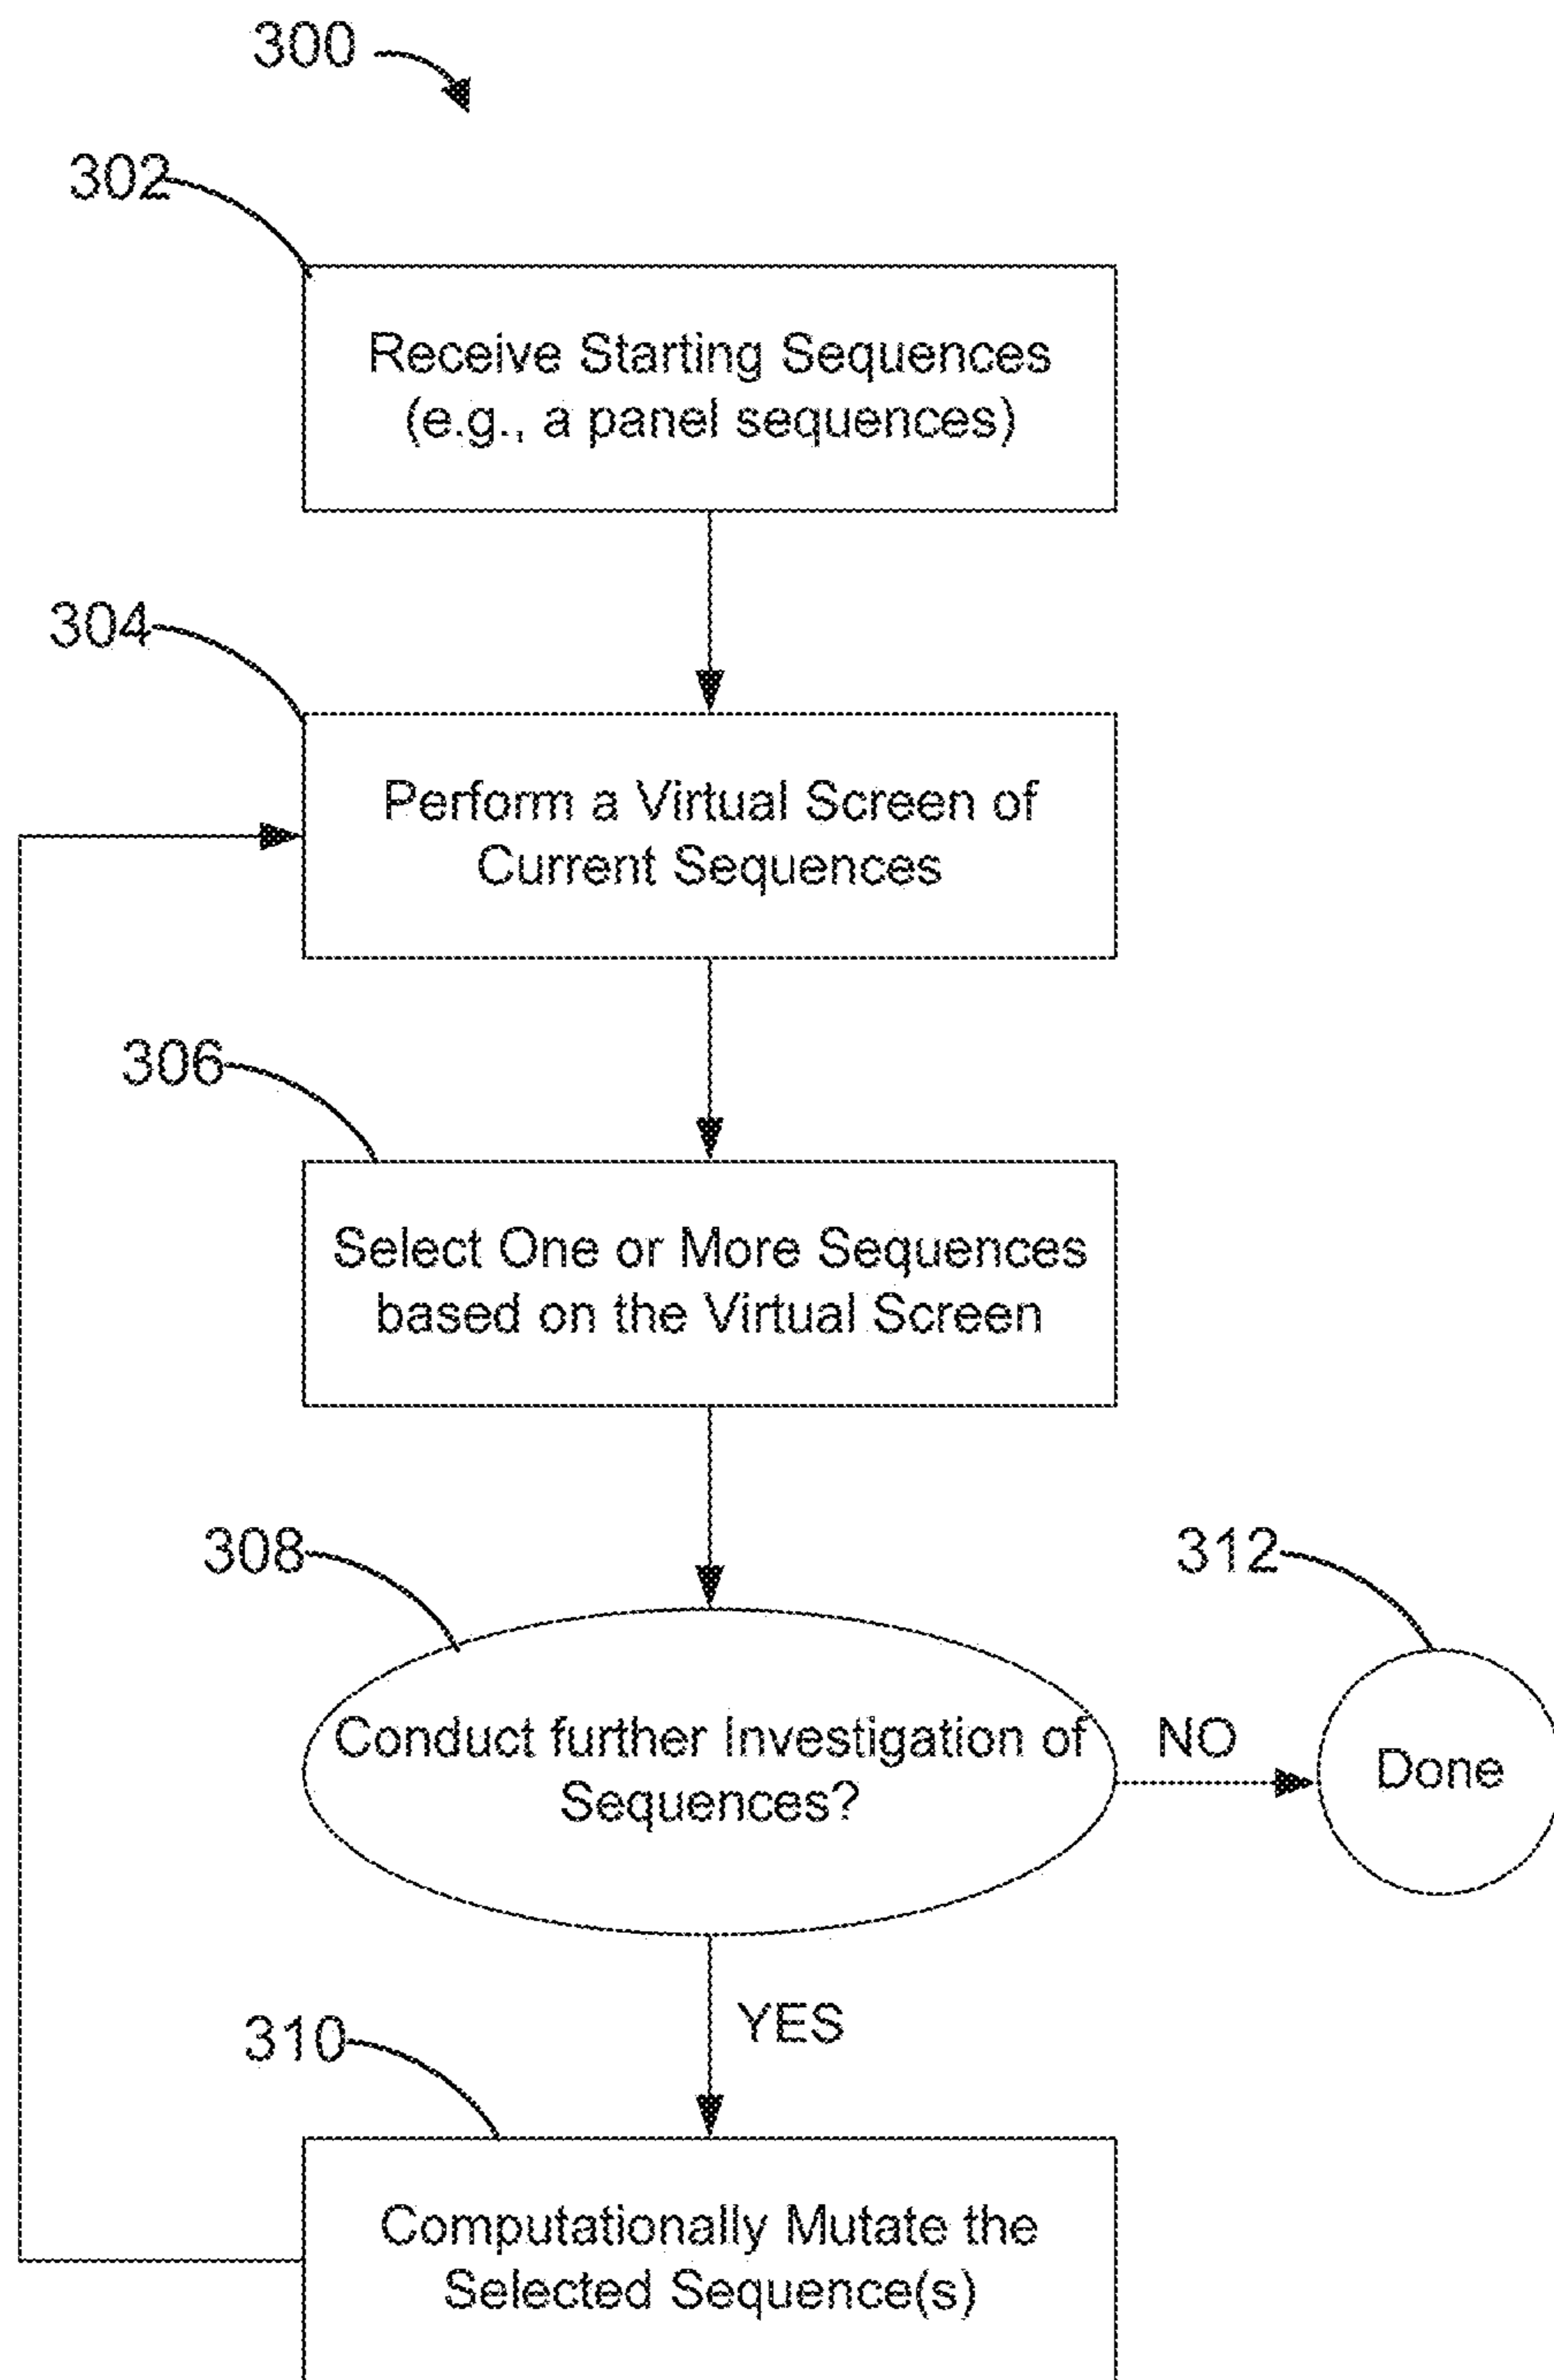 300
302
Receive Starting Sequences
(e.g., a panel sequences)
304
Perform a Virtual Screen of
Current Sequences
306
Select One or More Sequences
based on the Virtual Screen
308
312
Conduct further Investigation of
Sequences?
NO
Done
YES
310
Computationally Mutate the
Selected Sequence(s)